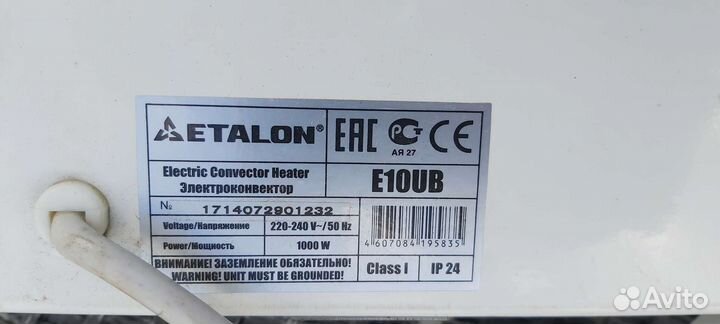 ETALON®
EAC РСТ CE
АЯ 27
Electric Convector Heater
Электроконвектор
E10UB
№ 1714072901232
Voltage/Напряжение 220-240 V~/50 Hz
Power/Мощность 1000 W
4 607084 195835
ВНИМАНИЕ! ЗАЗЕМЛЕНИЕ ОБЯЗАТЕЛЬНО!
WARNING! UNIT MUST BE GROUNDED!
Class I IP 24
Avito